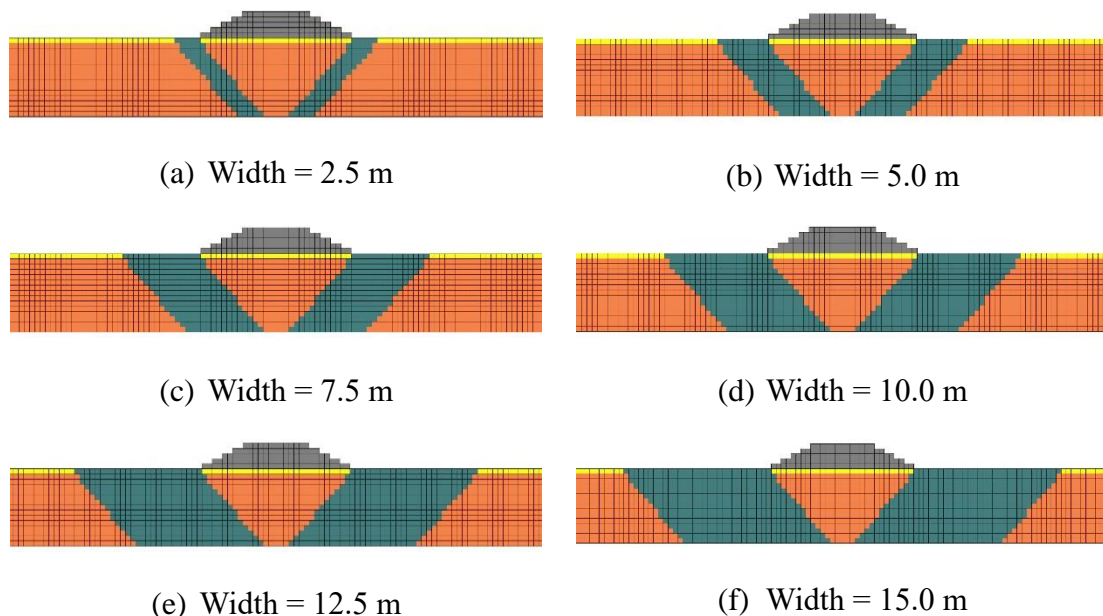 (a) Width = 2.5 m
(b) Width = 5.0 m
(c) Width = 7.5 m
(d) Width = 10.0 m
(e) Width = 12.5 m
(f) Width = 15.0 m